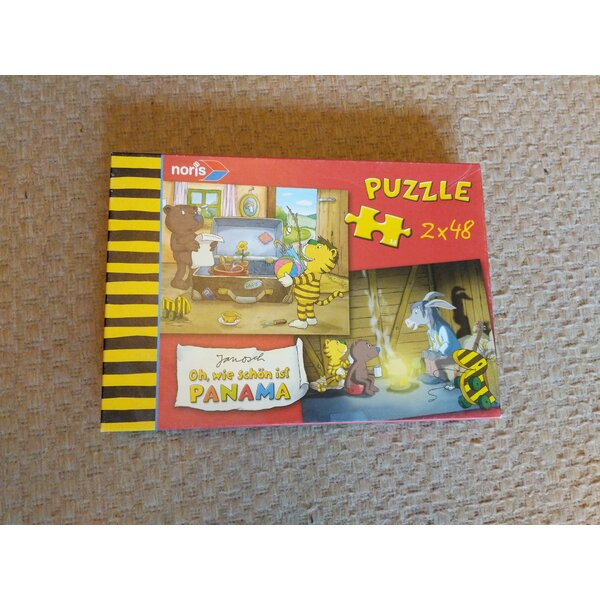 noris
PUZZLE
2x48
Janosch
Oh, wie schön ist
PANAMA